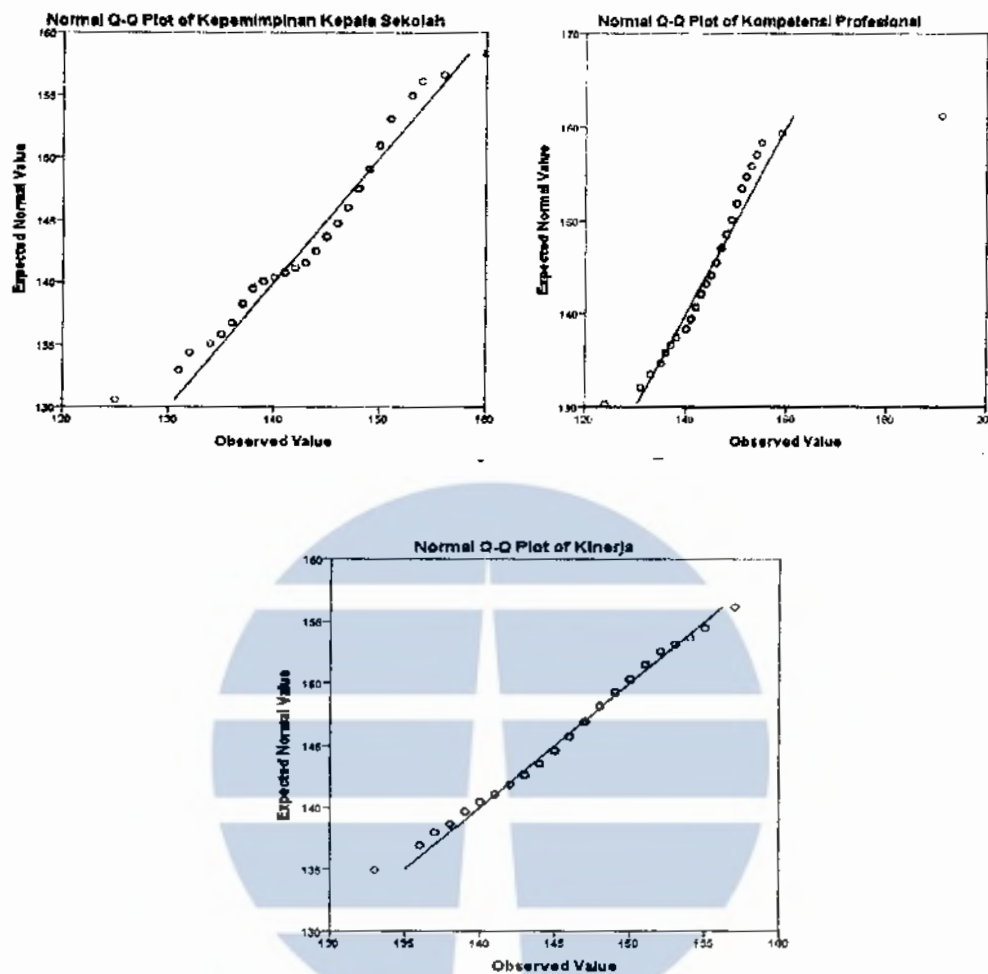 Normal Q-Q Plot of Kepemimpinan Kepala Sekolah
Expected Normal Value
160
155
150
145
140
135
130
120 130 140 150 160
Observed Value
Normal Q-Q Plot of Kompetensi Profesional
Expected Normal Value
170
160
150
140
130
120 140 160 180
Observed Value
Normal Q-Q Plot of Kinerja
Expected Normal Value
160
155
150
145
140
135
130
130 135 140 145 150 155 160
Observed Value